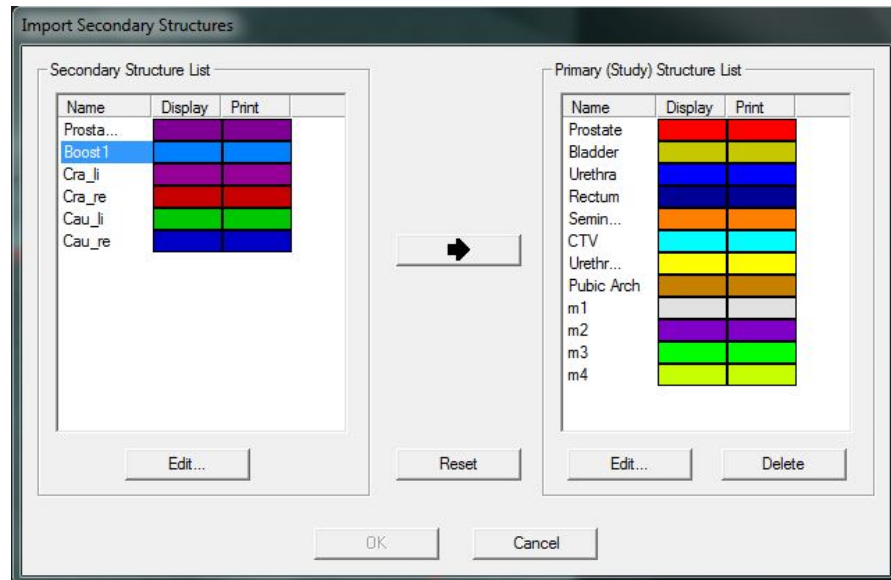 Import Secondary Structures
Secondary Structure List
Name Display Print
Prosta...
Boost1
Cra_li
Cra_re
Cau_li
Cau_re
Edit...
Reset
Primary (Study) Structure List
Name Display Print
Prostate
Bladder
Urethra
Rectum
Semin...
CTV
Urethr...
Pubic Arch
m1
m2
m3
m4
Edit... Delete
OK Cancel